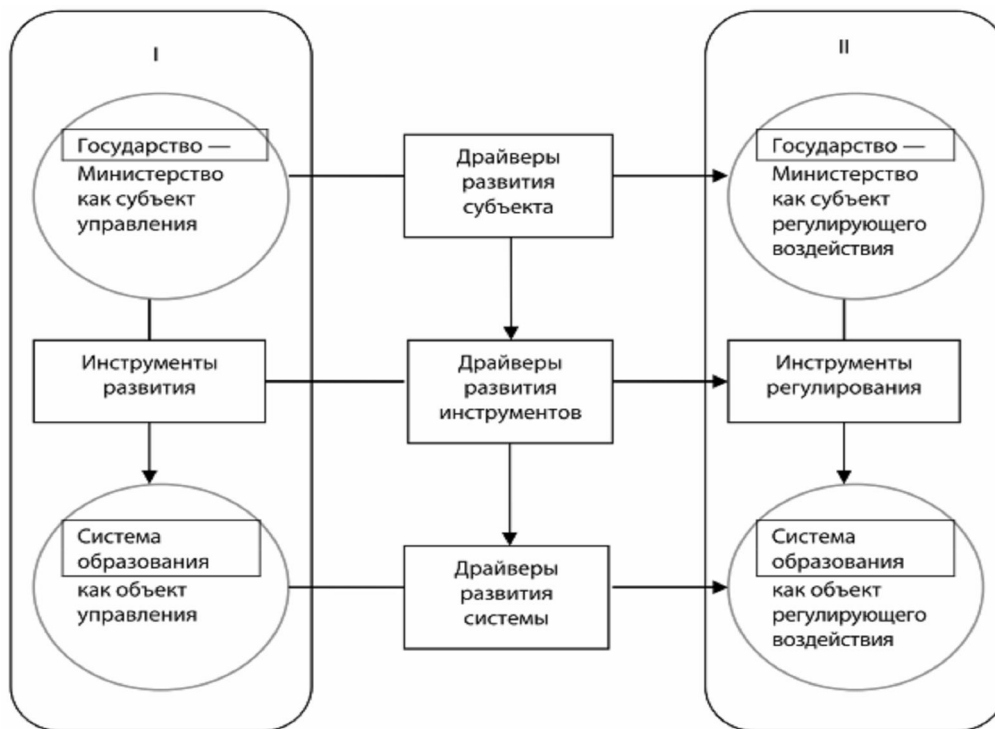 I
Государство —
Министерство
как субъект
управления
Инструменты
развития
Система
образования
как объект
управления
Драйверы
развития
субъекта
Драйверы
развития
инструментов
Драйверы
развития
системы
II
Государство —
Министерство
как субъект
регулирующего
воздействия
Инструменты
регулирования
Система
образования
как объект
регулирующего
воздействия